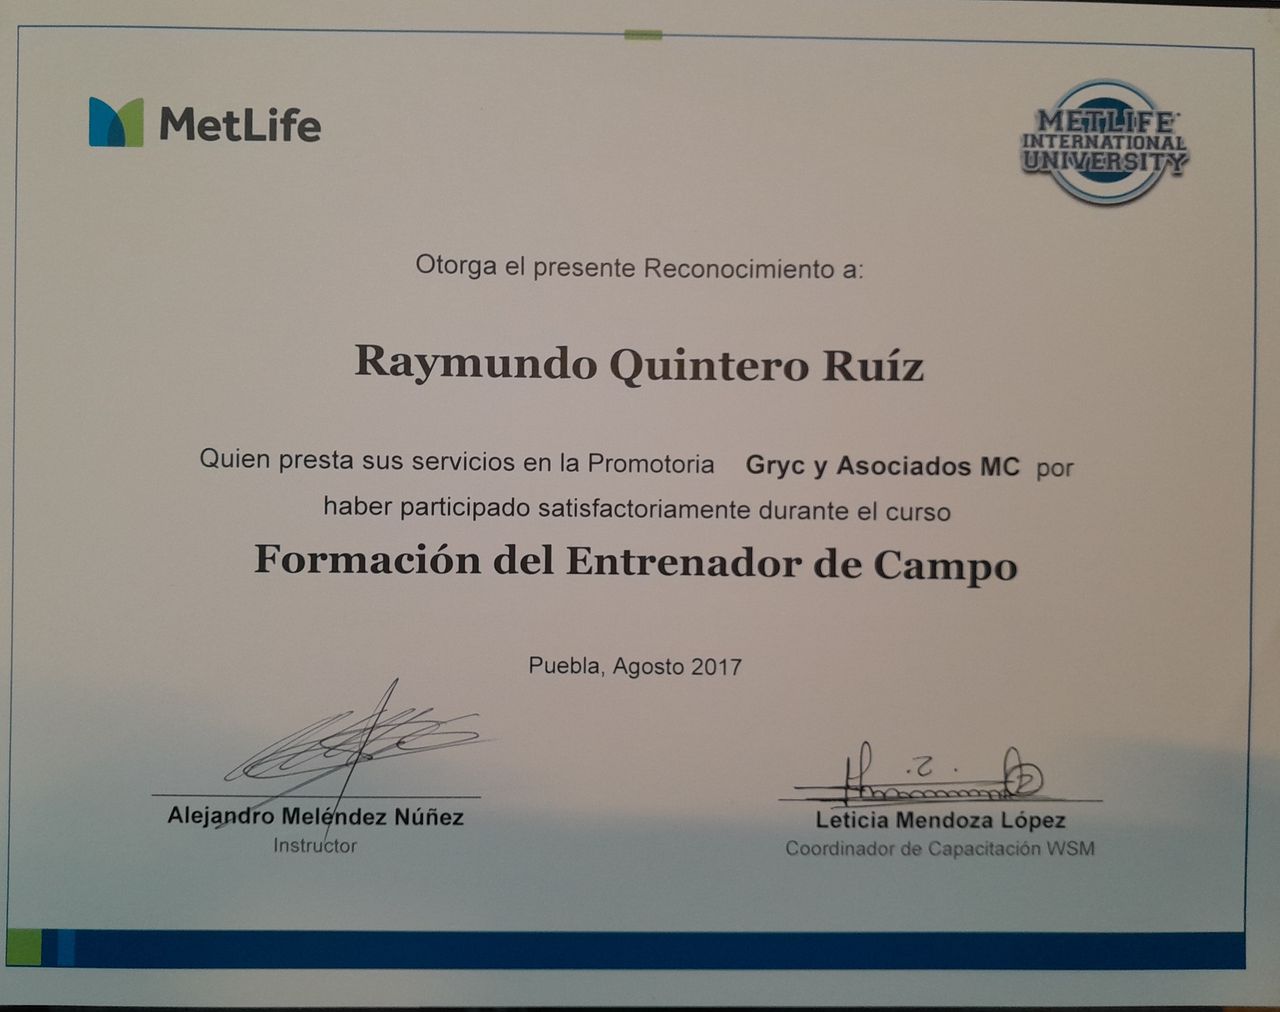 MetLife
METLIFE
INTERNATIONAL
UNIVERSITY
Otorga el presente Reconocimiento a:
Raymundo Quintero Ruíz
Quien presta sus servicios en la Promotoria Gryc y Asociados MC por
haber participado satisfactoriamente durante el curso
Formación del Entrenador de Campo
Puebla, Agosto 2017
Alejandro Meléndez Núñez
Instructor
Leticia Mendoza López
Coordinador de Capacitación WSM